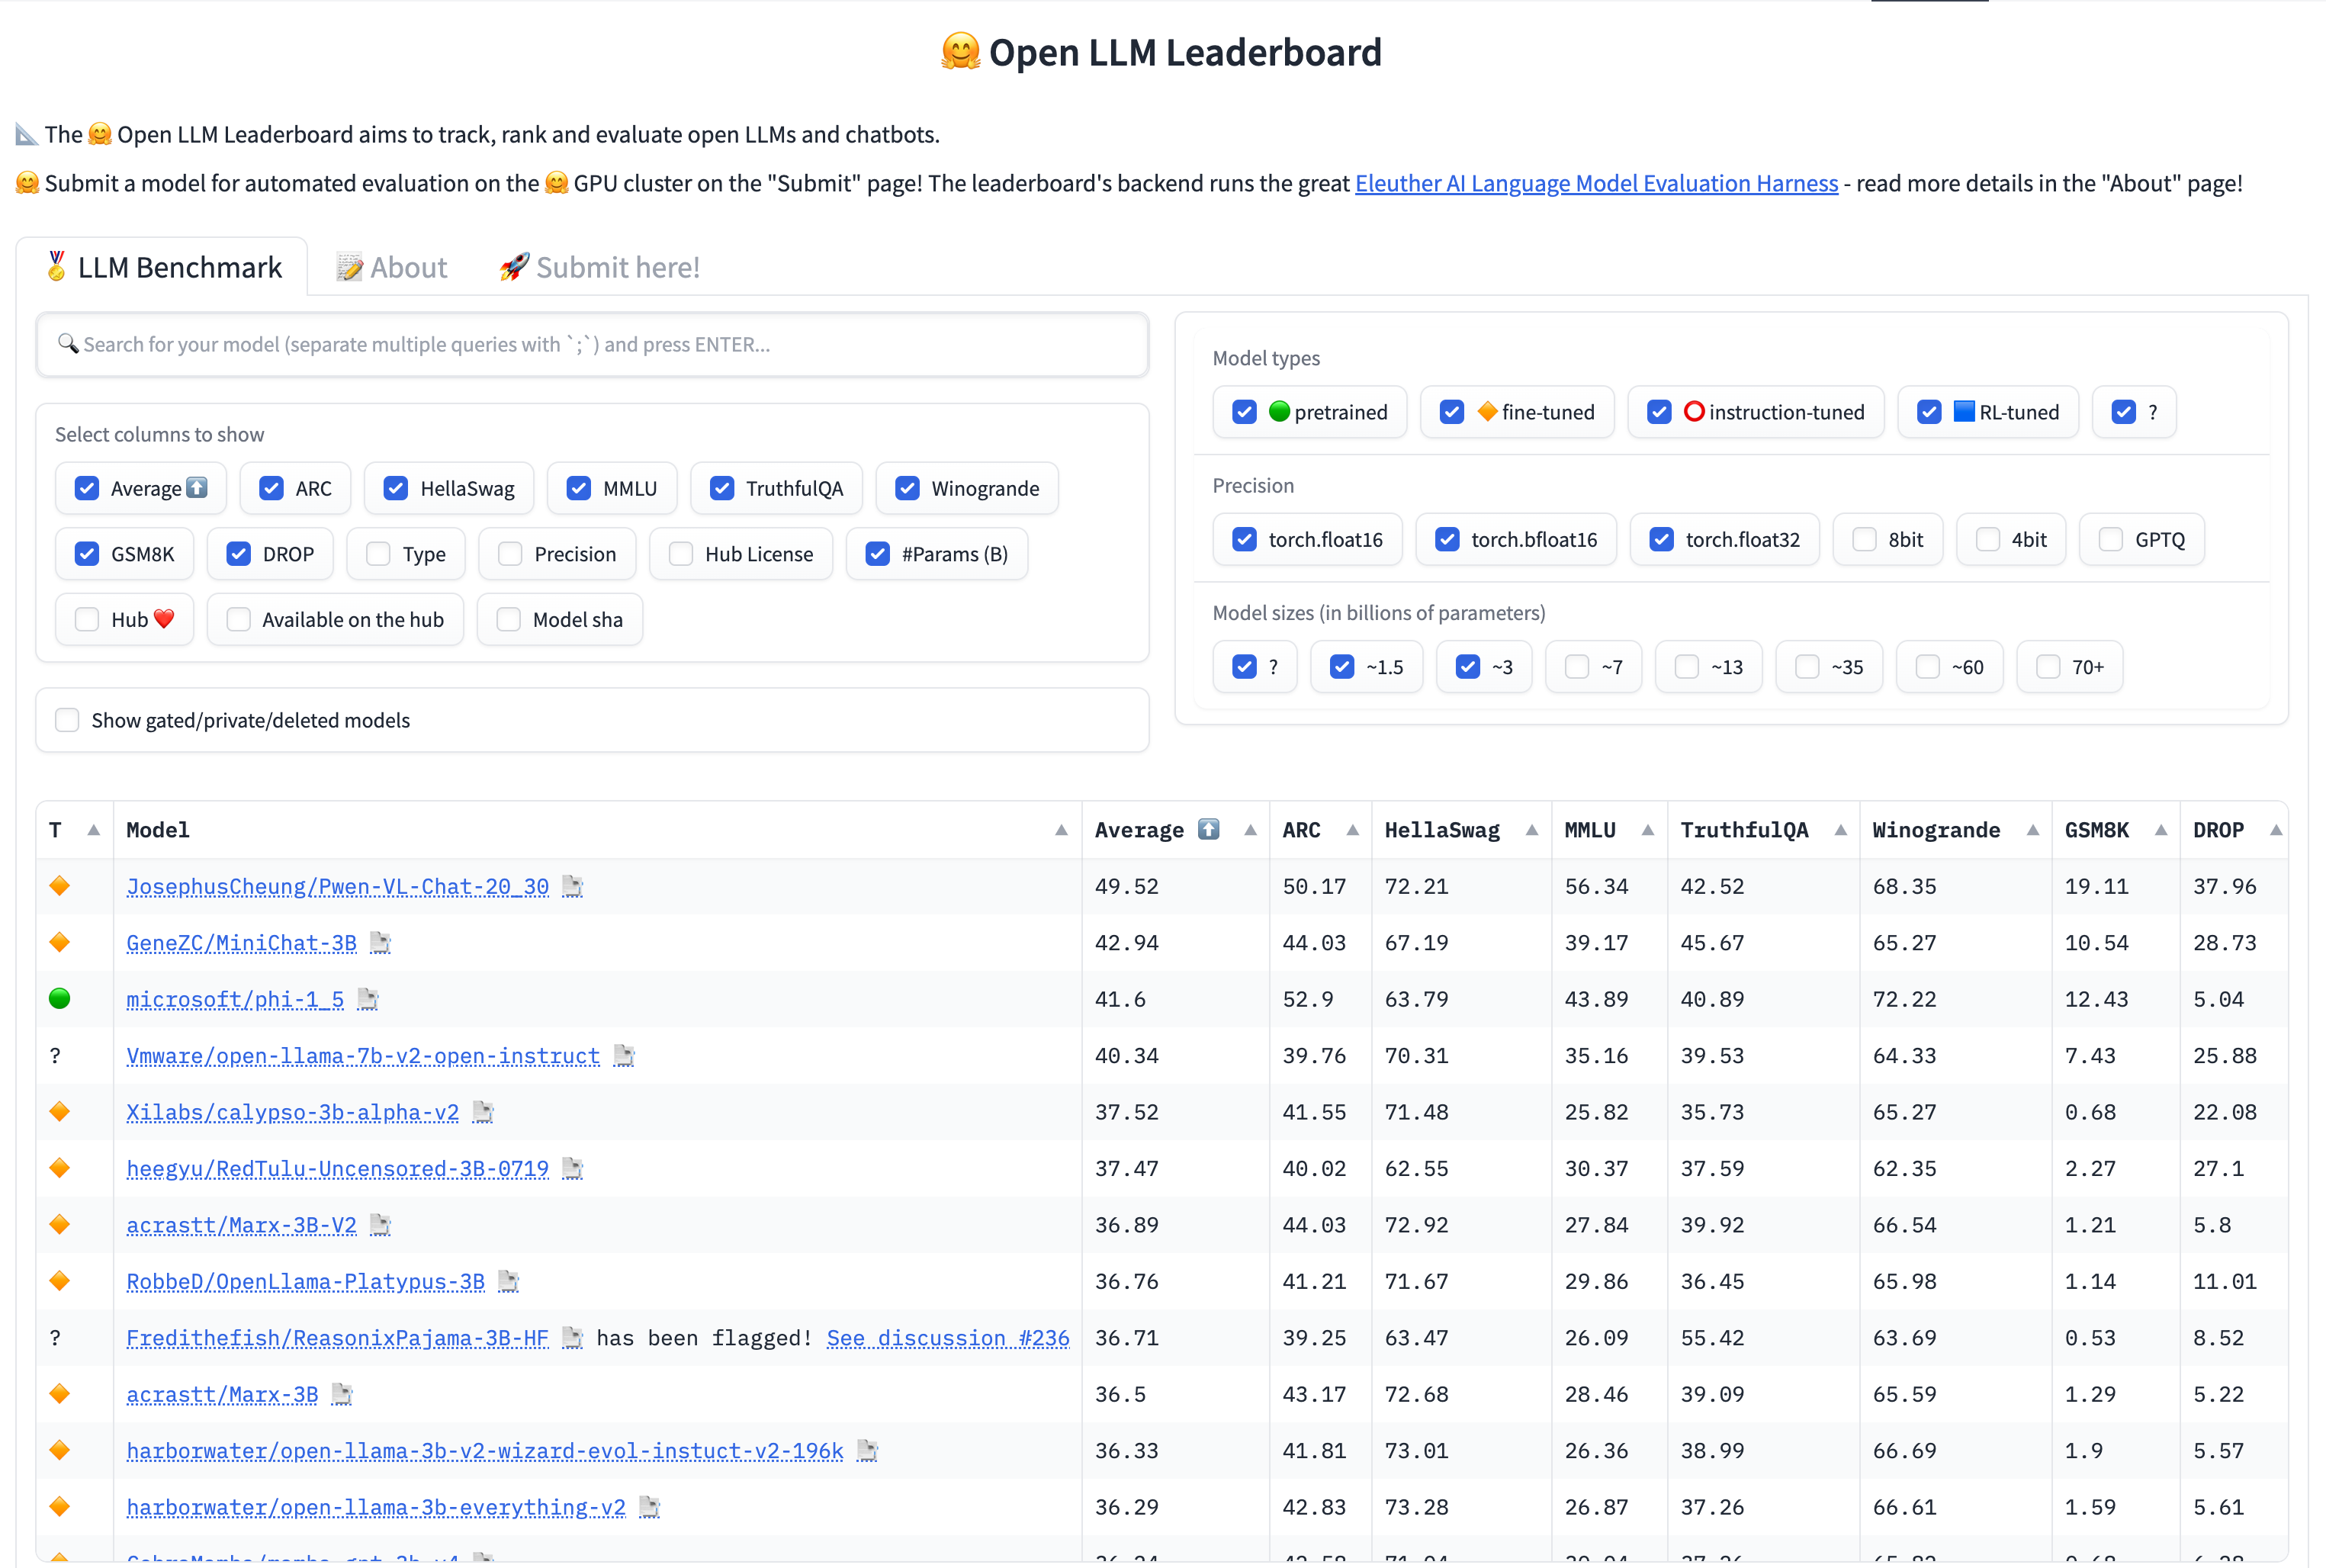 🤗 Open LLM Leaderboard
📐 The 🤗 Open LLM Leaderboard aims to track, rank and evaluate open LLMs and chatbots.
🤗 Submit a model for automated evaluation on the 🤗 GPU cluster on the "Submit" page! The leaderboard's backend runs the great Eleuther AI Language Model Evaluation Harness - read more details in the "About" page!
🏅 LLM Benchmark 📝 About 🚀 Submit here!
🔍 Search for your model (separate multiple queries with `;`) and press ENTER...
Select columns to show
Average ⬆️ ARC HellaSwag MMLU TruthfulQA Winogrande
GSM8K DROP Type Precision Hub License #Params (B)
Hub ❤️ Available on the hub Model sha
Show gated/private/deleted models
Model types
🟢 pretrained 🔶 fine-tuned ⭕ instruction-tuned 🟦 RL-tuned ?
Precision
torch.float16 torch.bfloat16 torch.float32 8bit 4bit GPTQ
Model sizes (in billions of parameters)
? ~1.5 ~3 ~7 ~13 ~35 ~60 70+
T Model Average ⬆️ ARC HellaSwag MMLU TruthfulQA Winogrande GSM8K DROP
🔶 JosephusCheung/Pwen-VL-Chat-20_30 📑 49.52 50.17 72.21 56.34 42.52 68.35 19.11 37.96
🔶 GeneZC/MiniChat-3B 📑 42.94 44.03 67.19 39.17 45.67 65.27 10.54 28.73
🟢 microsoft/phi-1_5 📑 41.6 52.9 63.79 43.89 40.89 72.22 12.43 5.04
? Vmware/open-llama-7b-v2-open-instruct 📑 40.34 39.76 70.31 35.16 39.53 64.33 7.43 25.88
🔶 Xilabs/calypso-3b-alpha-v2 📑 37.52 41.55 71.48 25.82 35.73 65.27 0.68 22.08
🔶 heegyu/RedTulu-Uncensored-3B-0719 📑 37.47 40.02 62.55 30.37 37.59 62.35 2.27 27.1
🔶 acrastt/Marx-3B-V2 📑 36.89 44.03 72.92 27.84 39.92 66.54 1.21 5.8
🔶 RobbeD/OpenLlama-Platypus-3B 📑 36.76 41.21 71.67 29.86 36.45 65.98 1.14 11.01
? Fredithefish/ReasonixPajama-3B-HF 📑 has been flagged! See discussion #236 36.71 39.25 63.47 26.09 55.42 63.69 0.53 8.52
🔶 acrastt/Marx-3B 📑 36.5 43.17 72.68 28.46 39.09 65.59 1.29 5.22
🔶 harborwater/open-llama-3b-v2-wizard-evol-instuct-v2-196k 📑 36.33 41.81 73.01 26.36 38.99 66.69 1.9 5.57
🔶 harborwater/open-llama-3b-everything-v2 📑 36.29 42.83 73.28 26.87 37.26 66.61 1.59 5.61